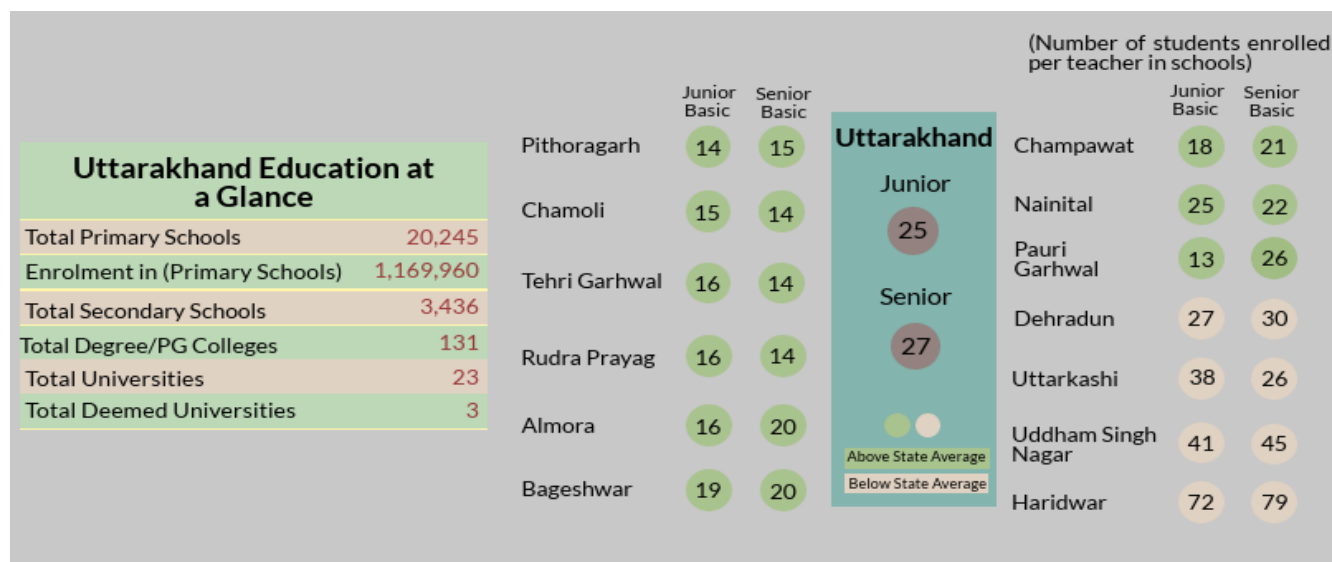 Uttarakhand Education at
a Glance
Total Primary Schools 20,245
Enrolment in (Primary Schools) 1,169,960
Total Secondary Schools 3,436
Total Degree/PG Colleges 131
Total Universities 23
Total Deemed Universities 3
Junior Basic Senior Basic
Pithoragarh 14 15
Chamoli 15 14
Tehri Garhwal 16 14
Rudra Prayag 16 14
Almora 16 20
Bageshwar 19 20
Uttarakhand
Junior
25
Senior
27
Above State Average
Below State Average
(Number of students enrolled
per teacher in schools)
Junior Basic Senior Basic
Champawat 18 21
Nainital 25 22
Pauri
Garhwal 13 26
Dehradun 27 30
Uttarkashi 38 26
Uddham Singh
Nagar 41 45
Haridwar 72 79